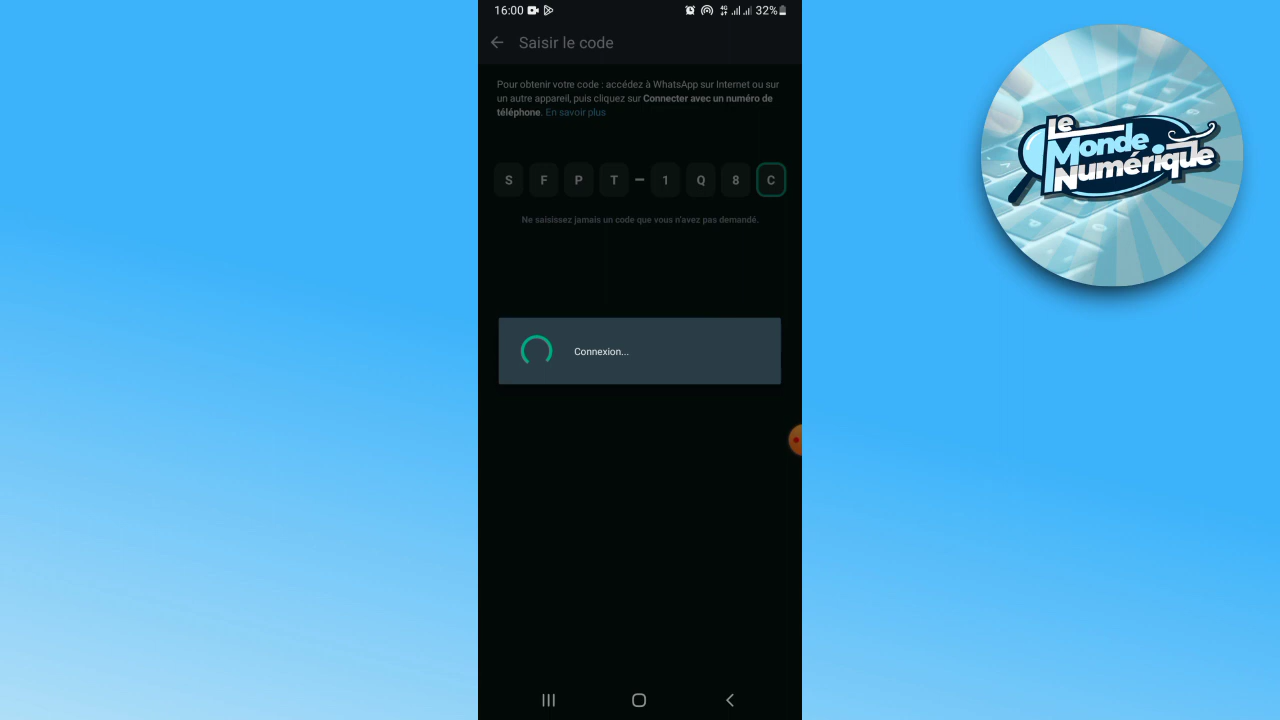 16:00
4G
32%
Saisir le code
Pour obtenir votre code : accédez à WhatsApp sur Internet ou sur
un autre appareil, puis cliquez sur Connecter avec un numéro de
téléphone. En savoir plus
S F P T – 1 Q 8 C
Ne saisissez jamais un code que vous n'avez pas demandé.
Connexion...
Le
Monde
Numérique